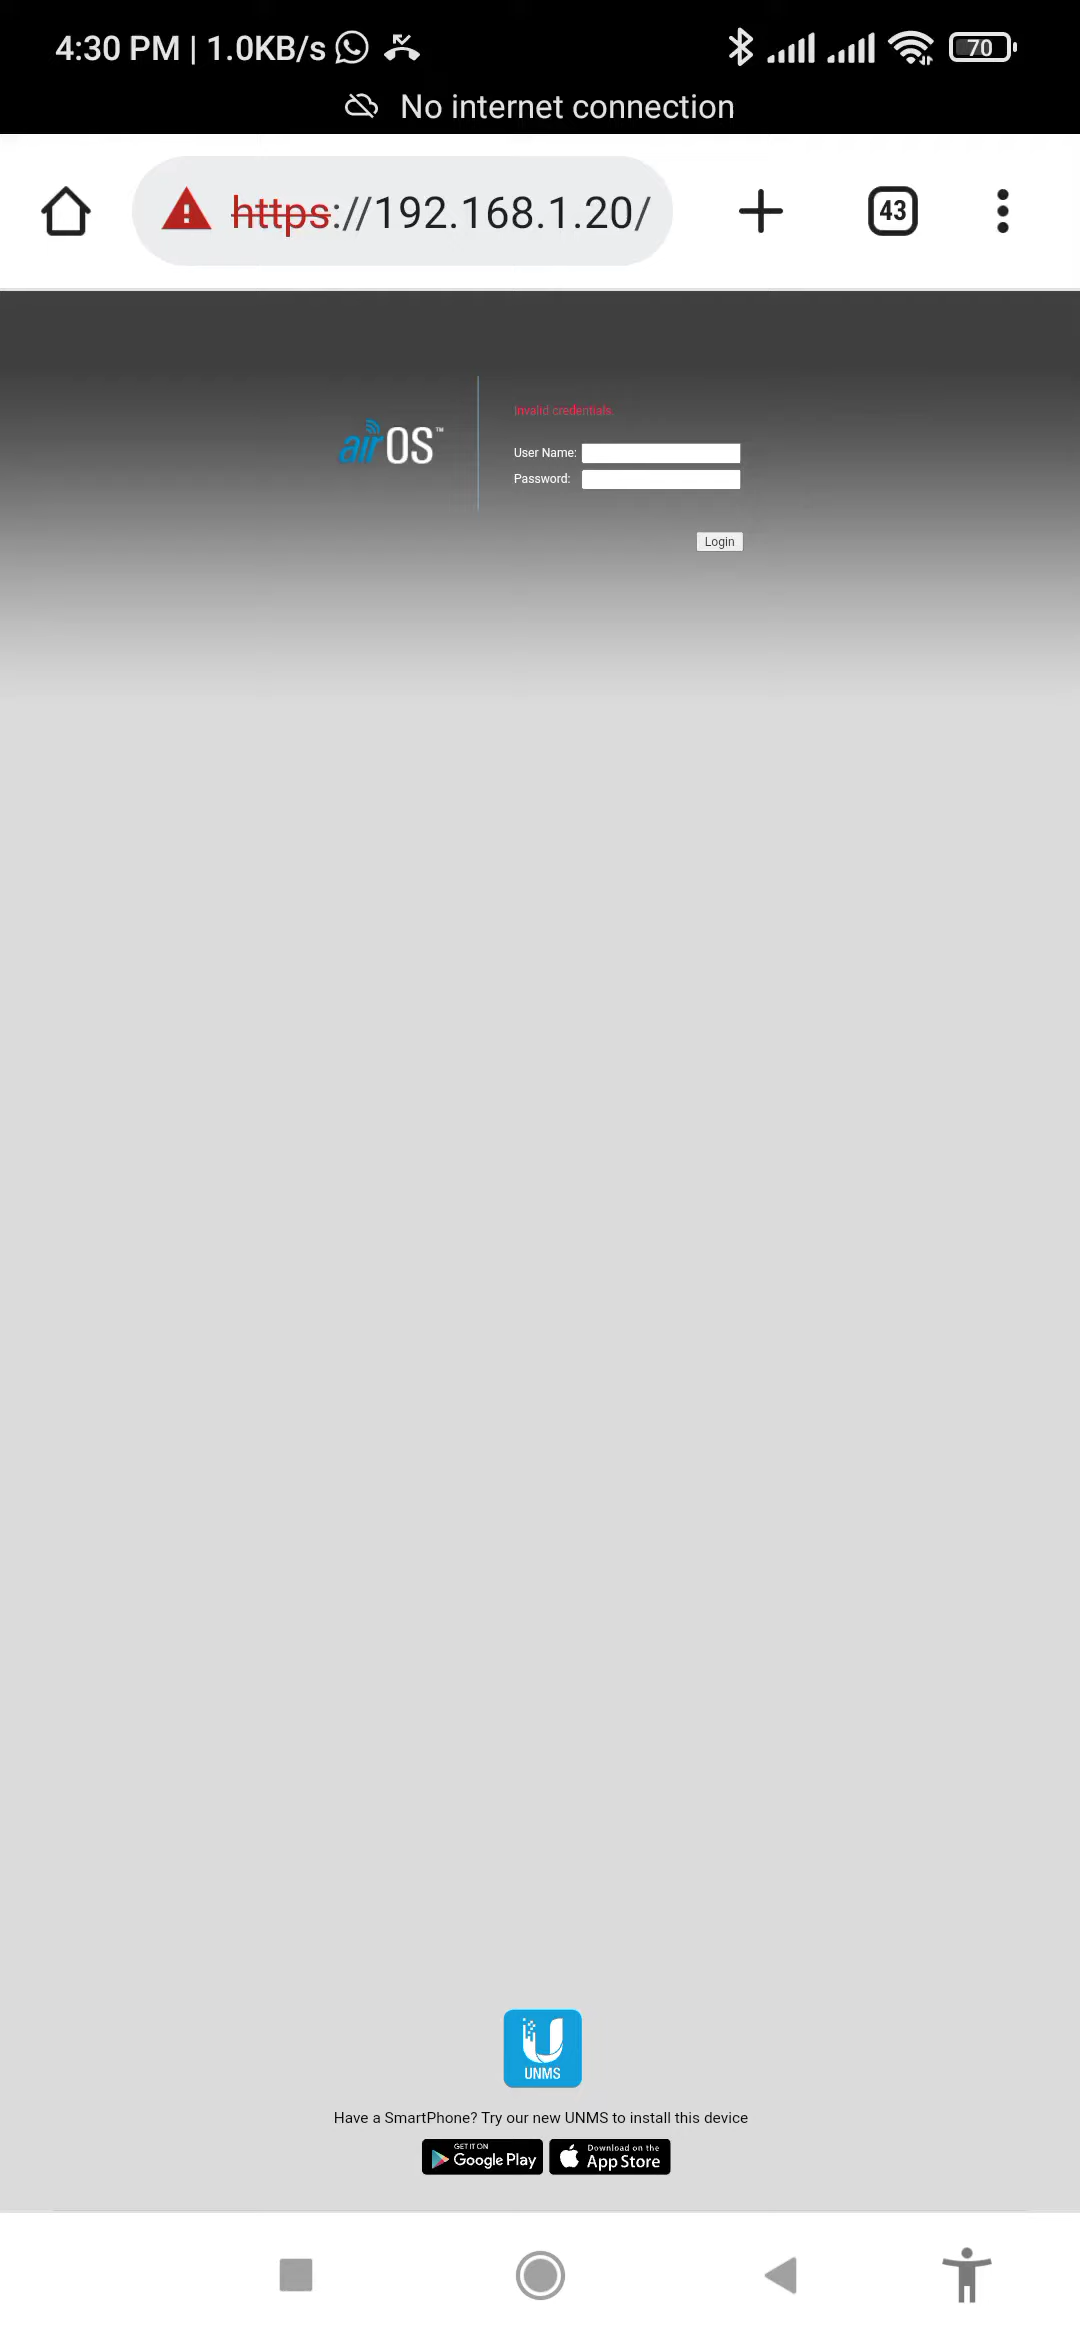 4:30 PM | 1.0KB/s 70
No internet connection
https://192.168.1.20/ 43
Invalid credentials.
airOS™
User Name:
Password:
Login
UNMS
Have a SmartPhone? Try our new UNMS to install this device
GET IT ON Google Play
Download on the App Store